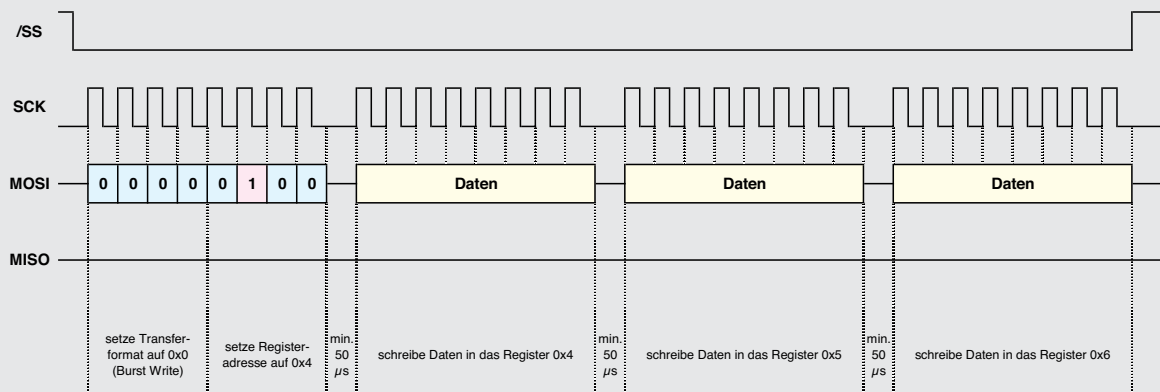 /SS
SCK
MOSI
0 0 0 0 0 1 0 0
Daten
Daten
Daten
MISO
setze Transfer-
format auf 0x0
(Burst Write)
setze Register-
adresse auf 0x4
min.
50
µs
schreibe Daten in das Register 0x4
min.
50
µs
schreibe Daten in das Register 0x5
min.
50
µs
schreibe Daten in das Register 0x6